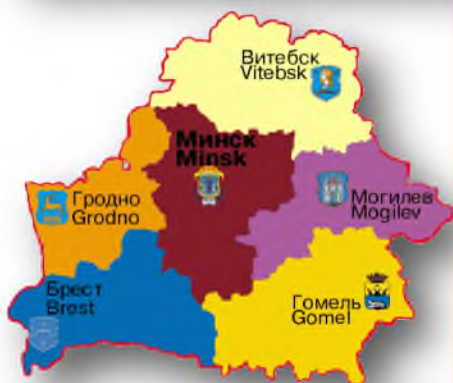 Витебск
Vitebsk
Минск
Minsk
Гродно
Grodno
Могилев
Mogilev
Брест
Brest
Гомель
Gomel